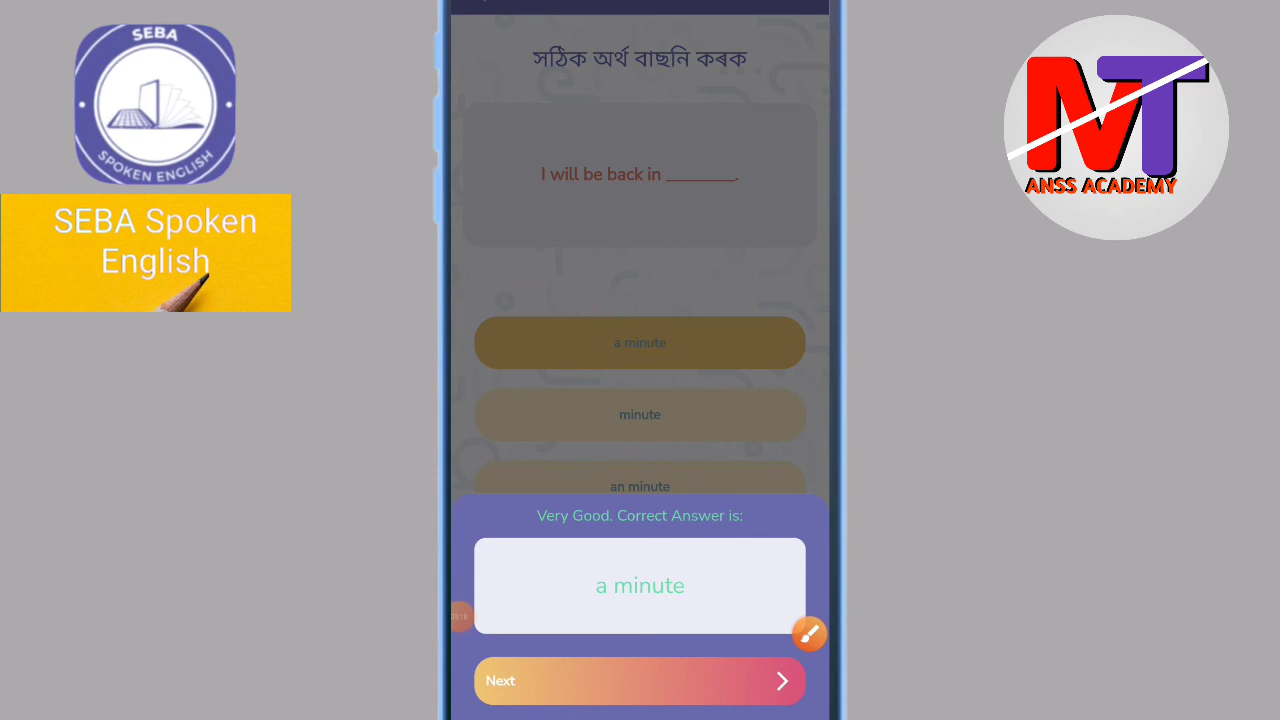 SEBA
SPOKEN ENGLISH
SEBA Spoken
English
সঠিক অৰ্থ বাছনি কৰক
I will be back in ________.
a minute
minute
an minute
Very Good. Correct Answer is:
a minute
Next
MT
ANSS ACADEMY